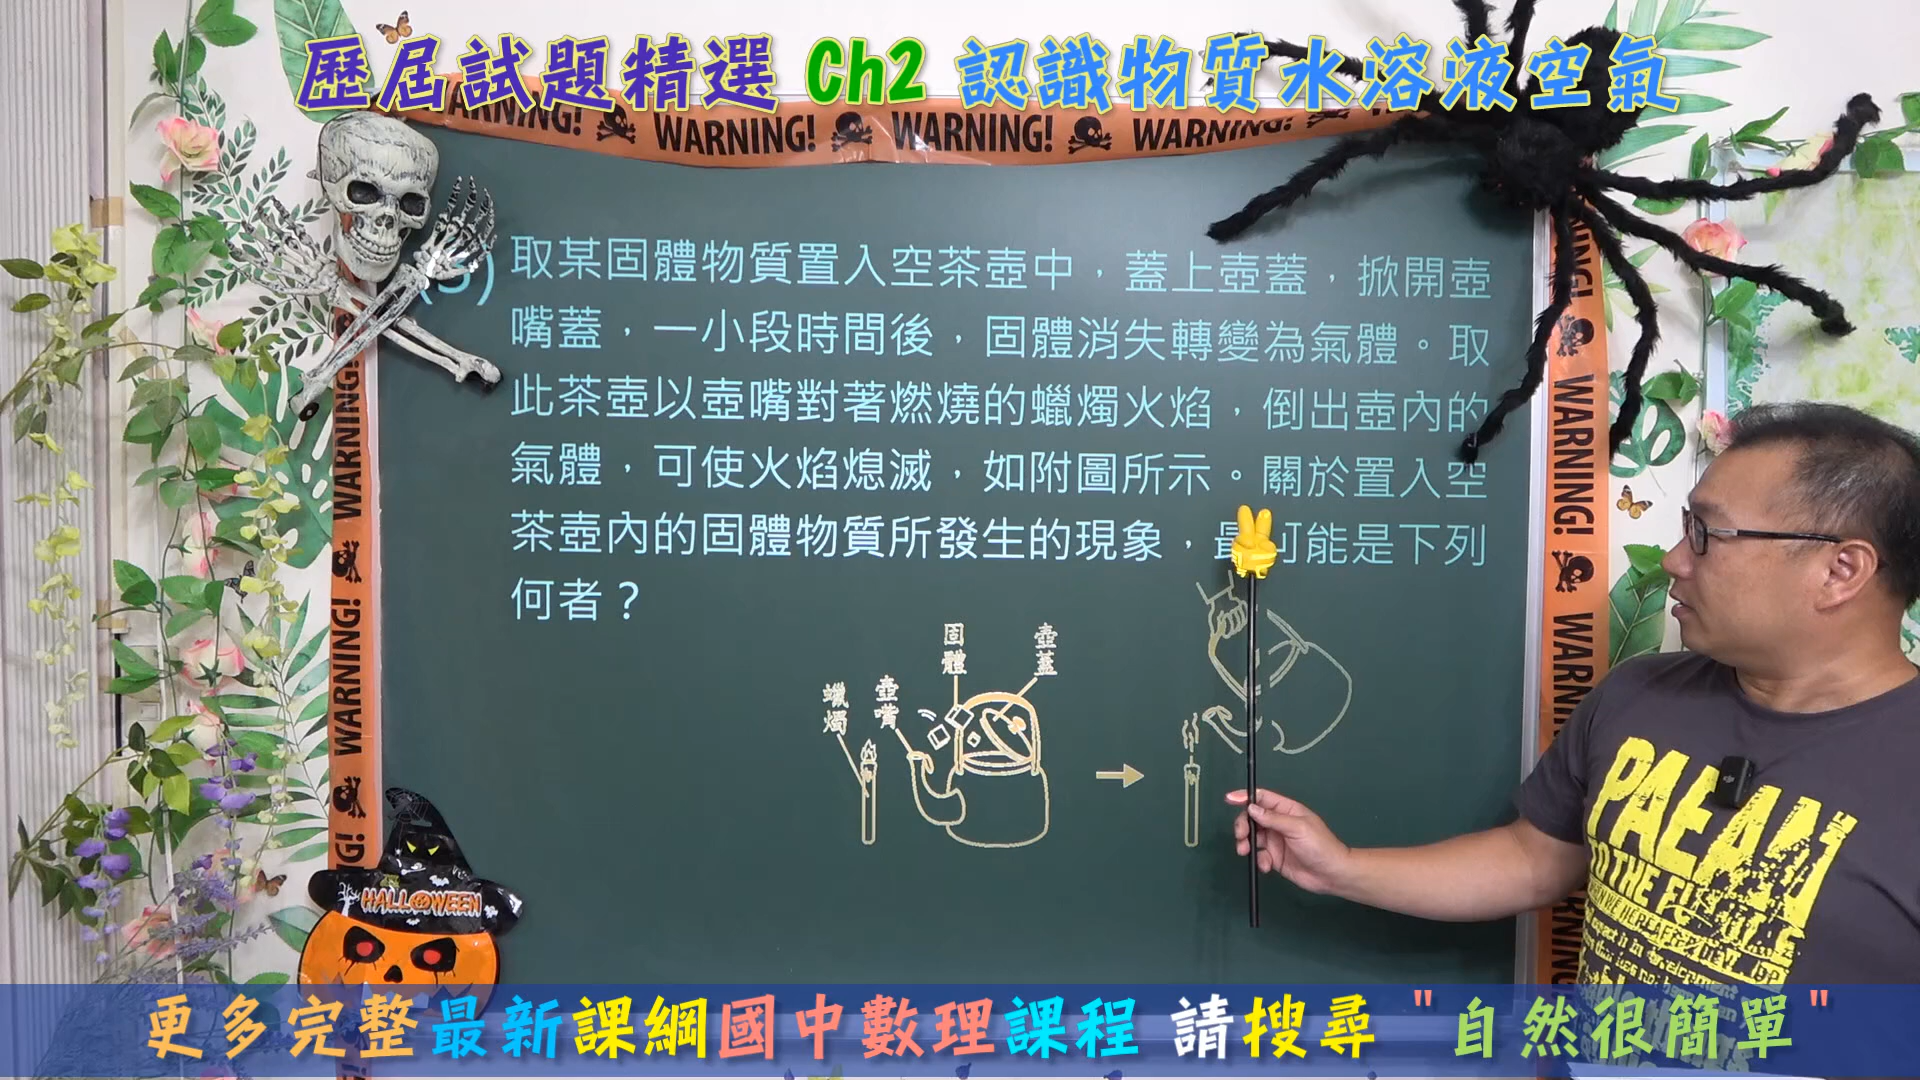 歷屆試題精選 Ch2 認識物質水溶液空氣
WARNING! WARNING! WARNING! WARNING!
取某固體物質置入空茶壺中，蓋上壺蓋，掀開壺
嘴蓋，一小段時間後，固體消失轉變為氣體。取
此茶壺以壺嘴對著燃燒的蠟燭火焰，倒出壺內的
氣體，可使火焰熄滅，如附圖所示。關於置入空
茶壺內的固體物質所發生的現象，最可能是下列
何者？
固體
壺蓋
壺嘴
蠟燭
WARNING!
WARNING!
WARNING!
WARNING!
WARNING!
HALLOWEEN
PAEAN
TO THE
更多完整最新課綱國中數理課程 請搜尋 "自然很簡單"